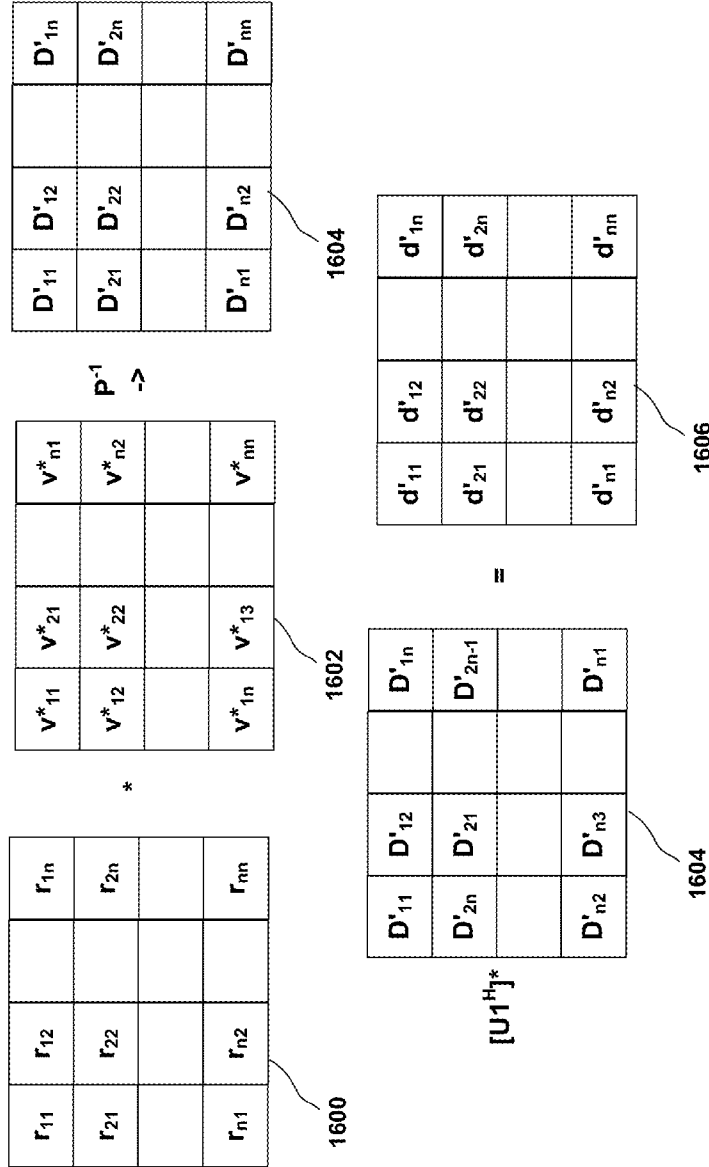 r11 r12 r1n
r21 r22 r2n
rn1 rn2 rnn
1600
*
v*11 v*21 v*n1
v*12 v*22 v*n2
v*1n v*13 v*nn
1602
P-1
->
D'11 D'12 D'1n
D'21 D'22 D'2n
D'n1 D'n2 D'nn
1604
[U1H]*
D'11 D'12 D'1n
D'2n D'21 D'2n-1
D'n2 D'n3 D'n1
1604
=
d'11 d'12 d'1n
d'21 d'22 d'2n
d'n1 d'n2 d'nn
1606